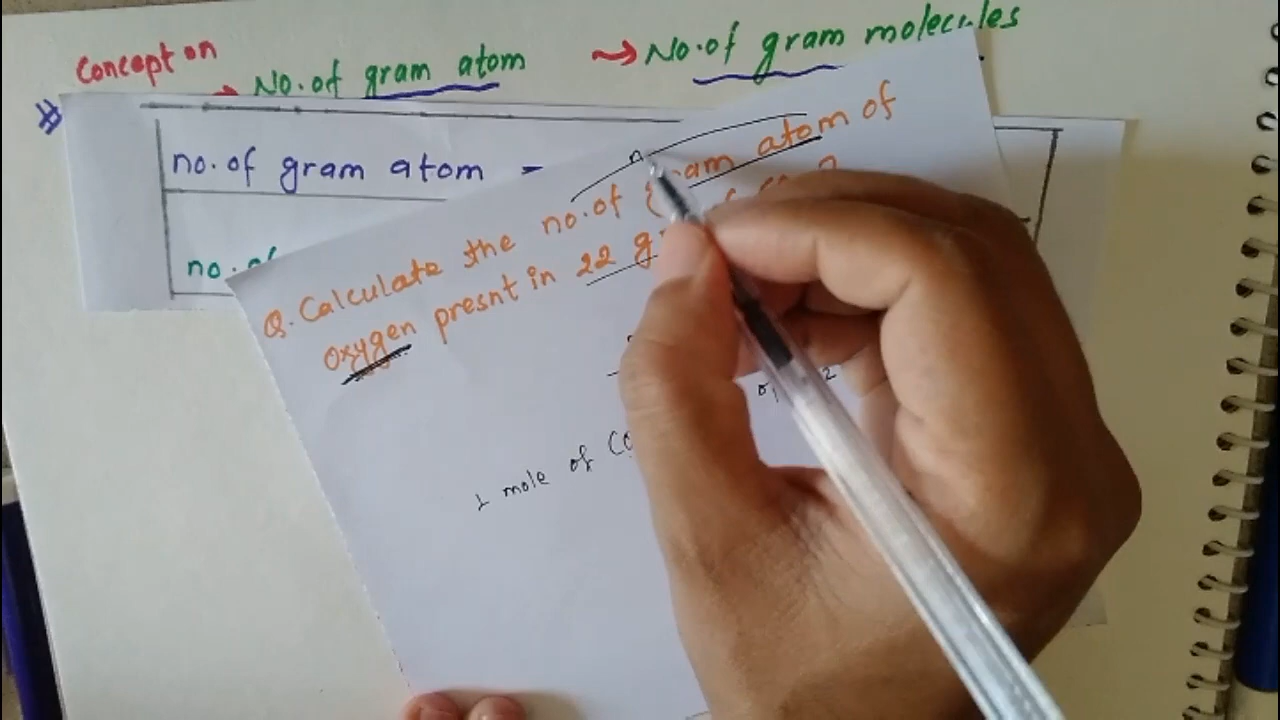 Concept on
→ No.of gram atom → No.of gram molecules
no.of gram atom -
no.of
Q. Calculate the no.of gram atom of
oxygen presnt in 22
1 mole of